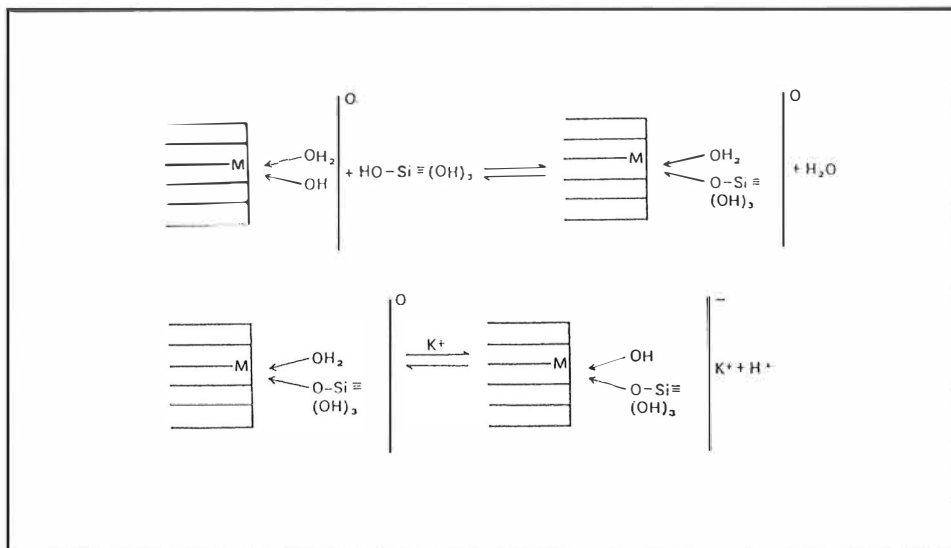 O O
M OH₂ M OH₂
OH + HO–Si≡(OH)₃ ⇌ O–Si≡ + H₂O
(OH)₃
O −
M OH₂ K⁺ M OH K⁺ + H⁺
O–Si≡ ⇌ O–Si≡
(OH)₃ (OH)₃